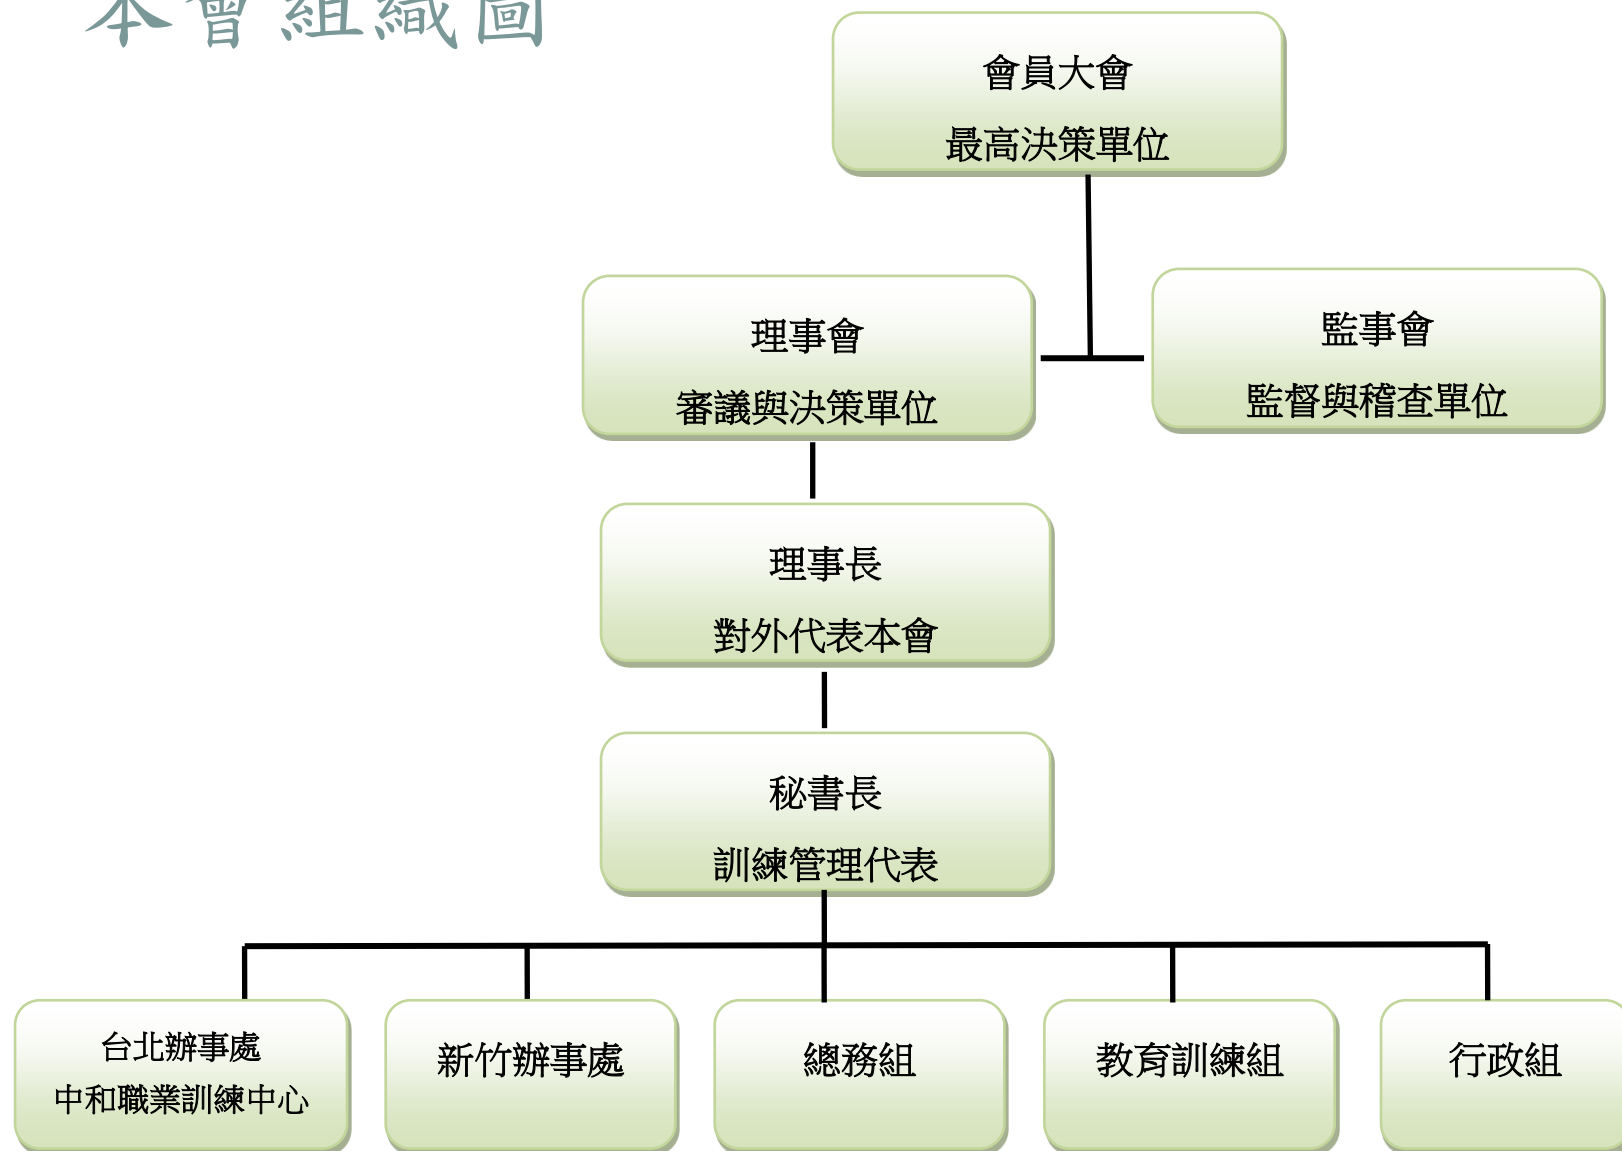 本會組織圖
會員大會
最高決策單位
理事會
審議與決策單位
監事會
監督與稽查單位
理事長
對外代表本會
秘書長
訓練管理代表
台北辦事處
中和職業訓練中心
新竹辦事處
總務組
教育訓練組
行政組